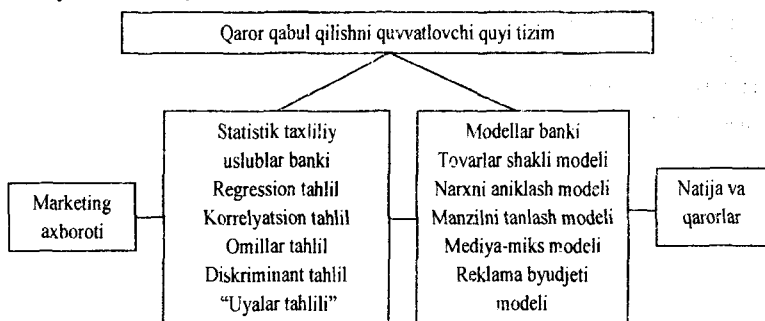 Qaror qabul qilishni quvvatlovchi quyi tizim
Marketing
axboroti
Statistik taxliliy
uslublar banki
Regression tahlil
Korrelyatsion tahlil
Omillar tahlil
Diskriminant tahlil
“Uyalar tahlili”
Modellar banki
Tovarlar shakli modeli
Narxni aniklash modeli
Manzilni tanlash modeli
Mediya-miks modeli
Reklama byudjeti
modeli
Natija va
qarorlar